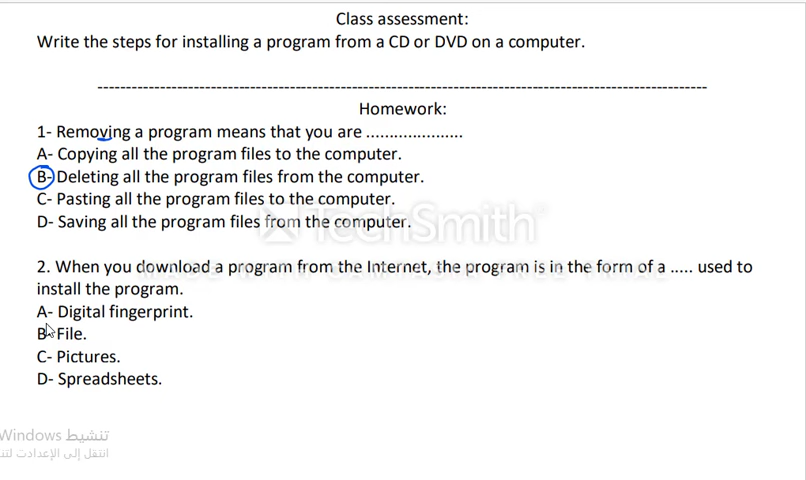 Class assessment:
Write the steps for installing a program from a CD or DVD on a computer.
--------------------------------------------------------------------------------------------------------
Homework:
1- Removing a program means that you are .....................
A- Copying all the program files to the computer.
B- Deleting all the program files from the computer.
C- Pasting all the program files to the computer.
D- Saving all the program files from the computer.
TechSmith
2. When you download a program from the Internet, the program is in the form of a ..... used to
install the program.
A- Digital fingerprint.
B- File.
C- Pictures.
D- Spreadsheets.
تنشيط Windows
انتقل إلى الإعدادات